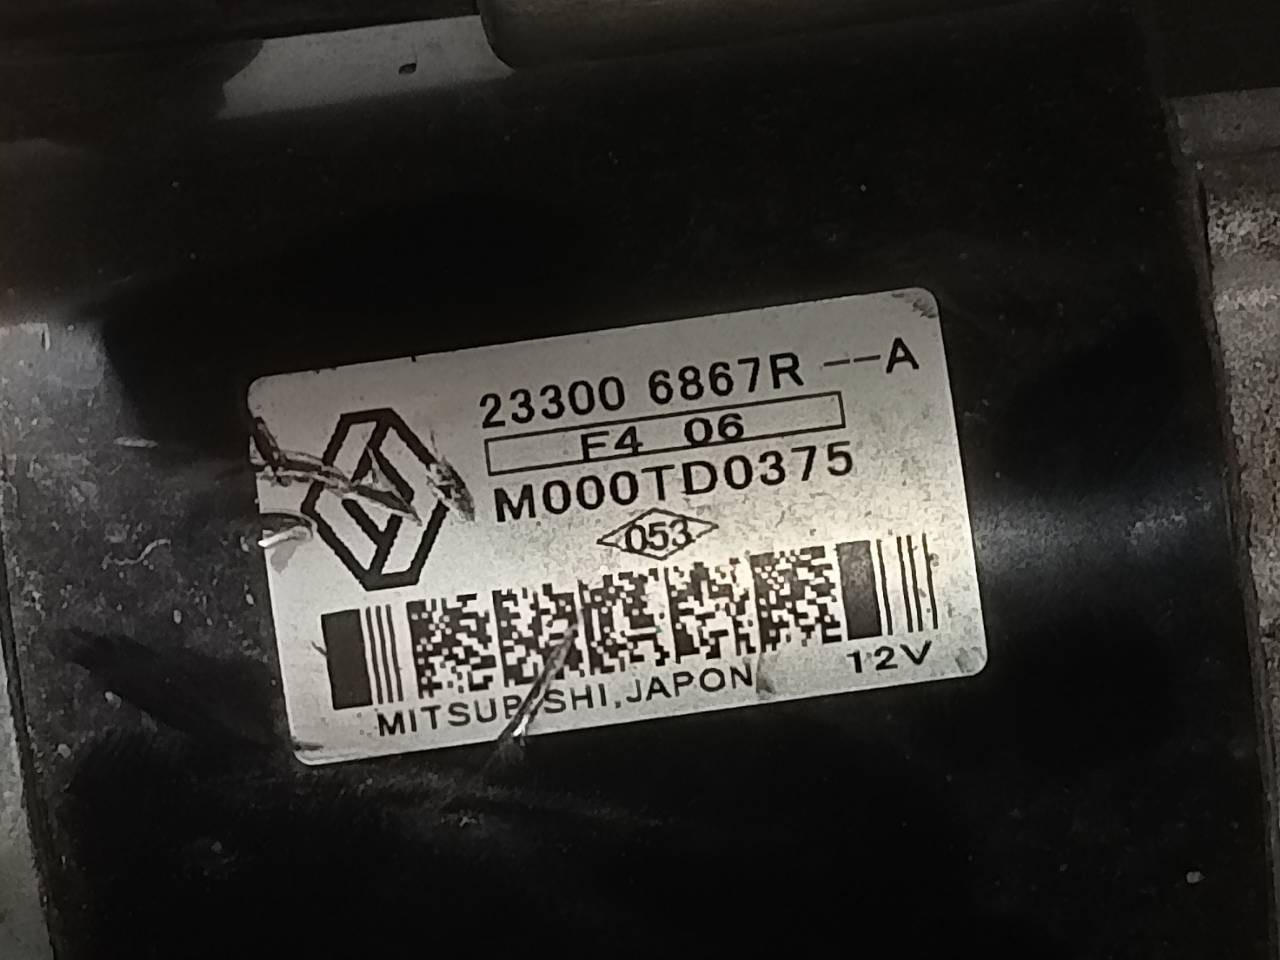 23300 6867R --A
F4 06
M000TD0375
053
MITSUBISHI, JAPON 12V